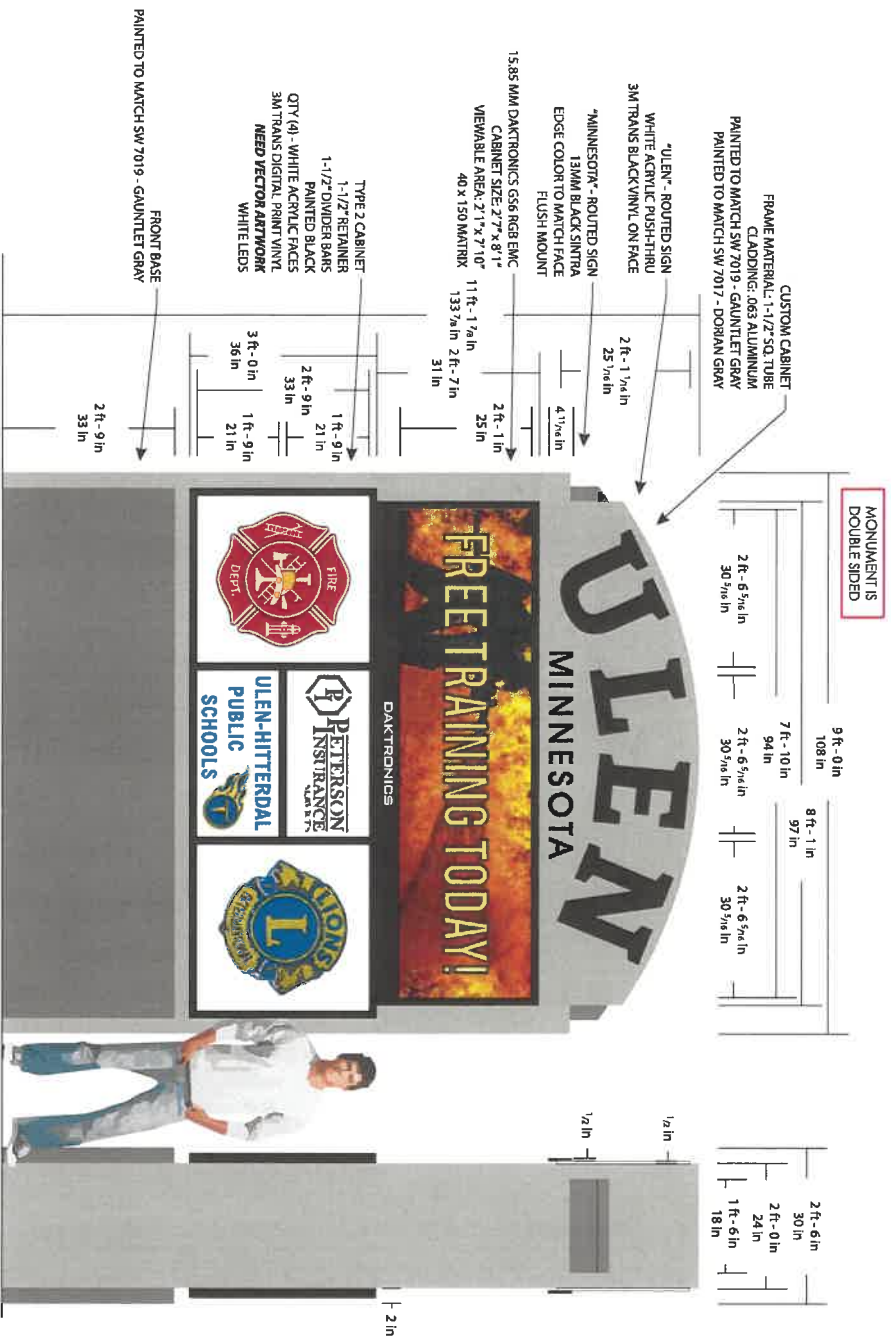 MONUMENT IS
DOUBLE SIDED
CUSTOM CABINET
FRAME MATERIAL: 1-1/2" SQ. TUBE
CLADDING: .063 ALUMINUM
PAINTED TO MATCH SW 7019 - GAUNTLET GRAY
PAINTED TO MATCH SW 7017 - DORIAN GRAY
"ULEN" - ROUTED SIGN
WHITE ACRYLIC PUSH-THRU
3M TRANS BLACK VINYL ON FACE
"MINNESOTA" - ROUTED SIGN
13MM BLACK SINTRA
EDGE COLOR TO MATCH FACE
FLUSH MOUNT
15.85 MM DAKTRONICS GS6 RGB EMC
CABINET SIZE: 2'7" x 8'1"
VIEWABLE AREA: 2'1" x 7'10"
40 x 150 MATRIX
TYPE 2 CABINET
1-1/2" RETAINER
1-1/2" DIVIDER BARS
PAINTED BLACK
QTY (4) - WHITE ACRYLIC FACES
3M TRANS DIGITAL PRINT VINYL
NEED VECTOR ARTWORK
WHITE LEDS
FRONT BASE
PAINTED TO MATCH SW 7019 - GAUNTLET GRAY
9 ft - 0 in
108 in
8 ft - 1 in
97 in
7 ft - 10 in
94 in
2 ft - 6 5/16 in
30 5/16 in
2 ft - 6 5/16 in
30 5/16 in
2 ft - 6 5/16 in
30 5/16 in
2 ft - 1 1/16 in
25 1/16 in
4 11/16 in
11 ft - 1 7/8 in
133 7/8 in
2 ft - 7 in
31 in
2 ft - 1 in
25 in
3 ft - 0 in
36 in
2 ft - 9 in
33 in
1 ft - 9 in
21 in
1 ft - 9 in
21 in
2 ft - 9 in
33 in
ULEN
MINNESOTA
FREE TRAINING TODAY!
DAKTRONICS
FIRE
DEPT.
PI
PETERSON
INSURANCE
ULEN-HITTERDAL
PUBLIC
SCHOOLS
LIONS
L
2 ft - 6 in
30 in
2 ft - 0 in
24 in
1 ft - 6 in
18 in
1/2 in
1/2 in
2 in